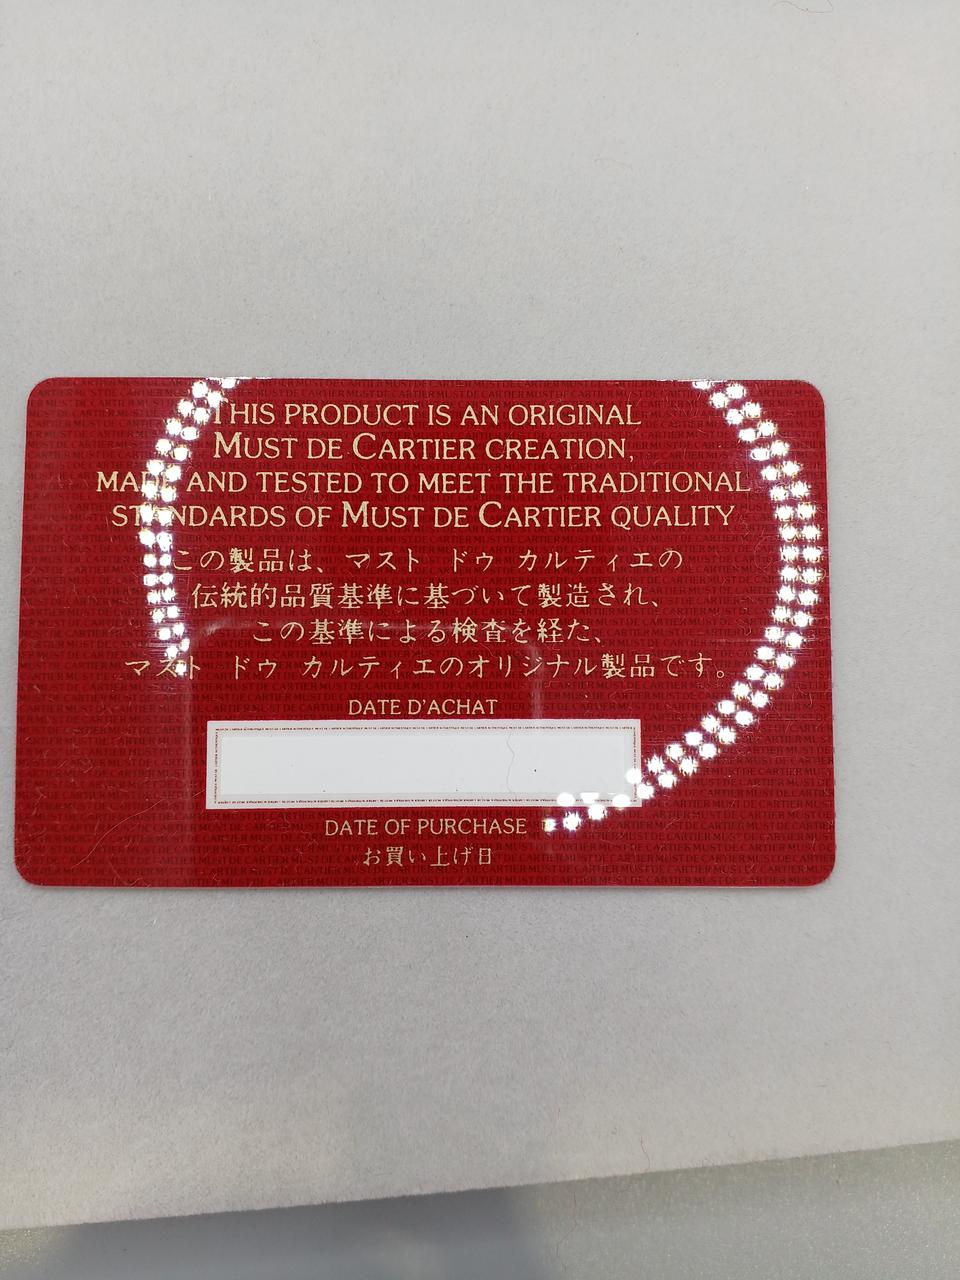 THIS PRODUCT IS AN ORIGINAL
MUST DE CARTIER CREATION,
MADE AND TESTED TO MEET THE TRADITIONAL
STANDARDS OF MUST DE CARTIER QUALITY
この製品は、マスト ドゥ カルティエの
伝統的品質基準に基づいて製造され、
この基準による検査を経た、
マスト ドゥ カルティエのオリジナル製品です。
DATE D'ACHAT
DATE OF PURCHASE
お買い上げ日